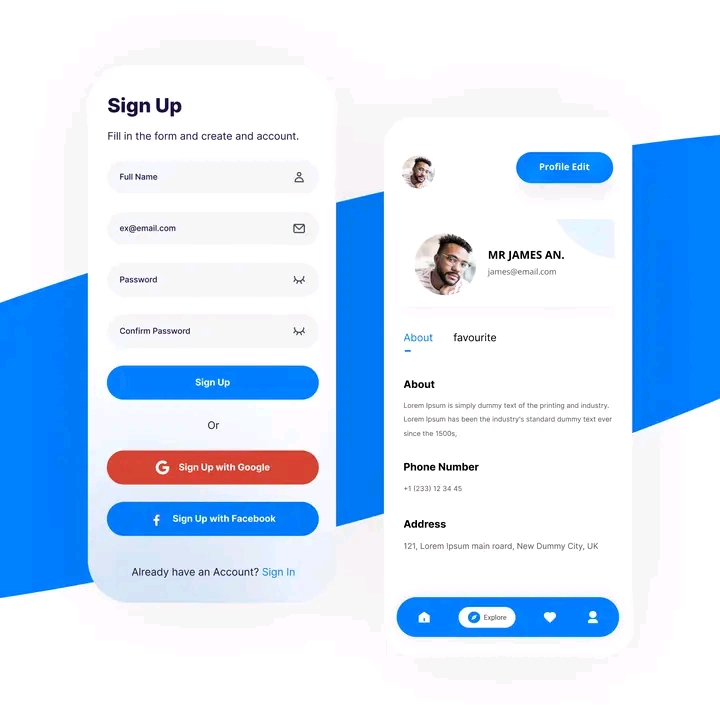 Sign Up
Fill in the form and create and account.
Full Name
ex@email.com
Password
Confirm Password
Sign Up
Or
G Sign Up with Google
f Sign Up with Facebook
Already have an Account? Sign In
Profile Edit
MR JAMES AN.
james@email.com
About favourite
About
Lorem Ipsum is simply dummy text of the printing and industry.
Lorem Ipsum has been the industry's standard dummy text ever
since the 1500s,
Phone Number
+1 (233) 12 34 45
Address
121, Lorem Ipsum main roard, New Dummy City, UK
Explore